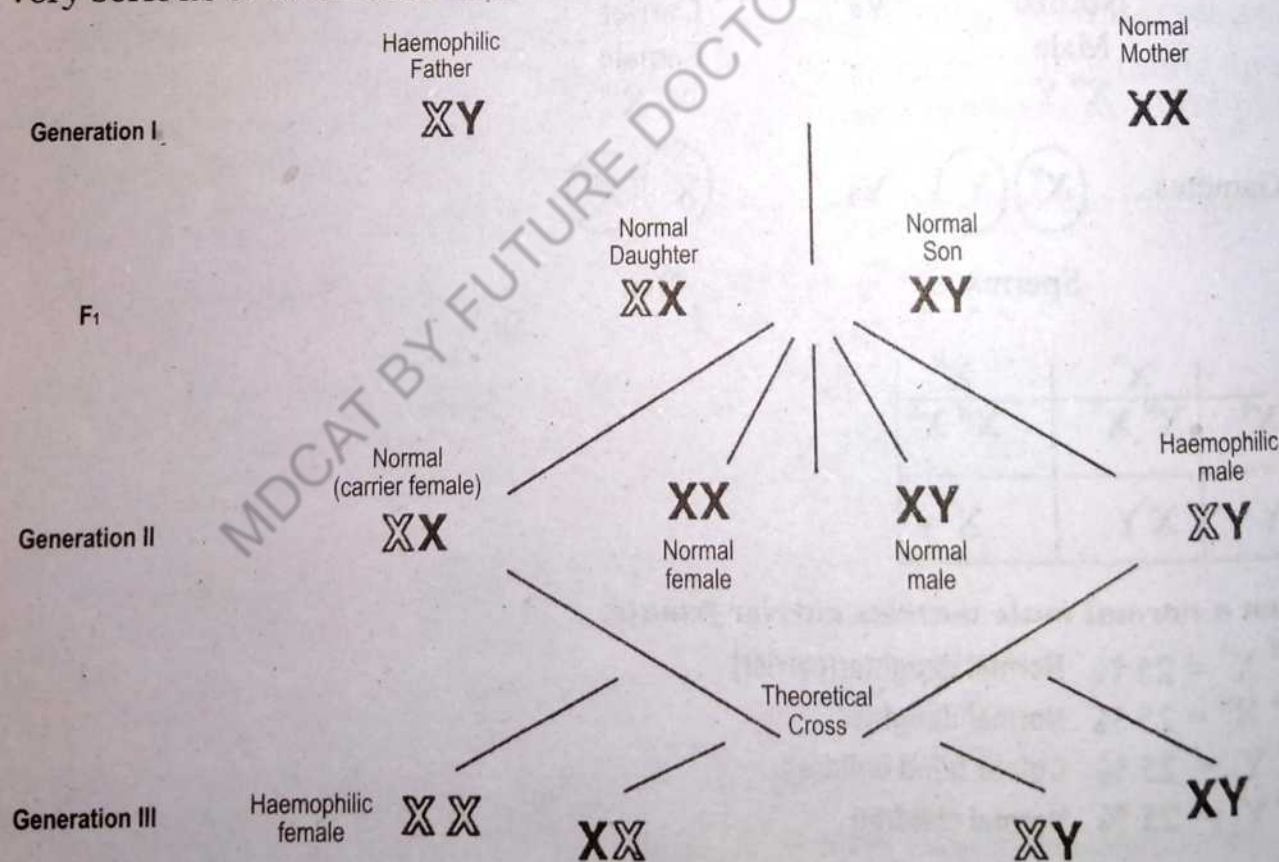 Haemophilic
Father
XY
Normal
Mother
XX
Generation I
Normal
Daughter
XX
Normal
Son
XY
F1
Normal
(carrier female)
XX
XX
Normal
female
XY
Normal
male
Haemophilic
male
XY
Generation II
Theoretical
Cross
Generation III
Haemophilic
female
XX
XX
XY
XY
MDCAT BY FUTURE DOCTO